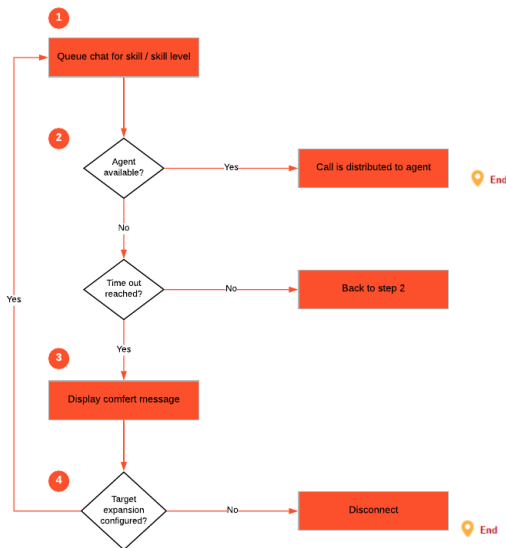 1
Queue chat for skill / skill level
2
Agent
available?
Yes
Call is distributed to agent
End
No
Time out
reached?
No
Back to step 2
Yes
Yes
3
Display comfert message
4
Target
expansion
configured?
No
Disconnect
End